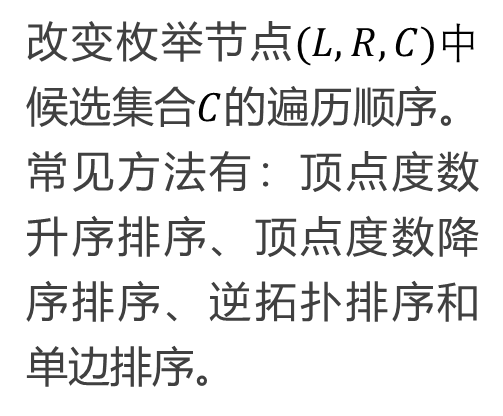 改变枚举节点(L, R, C)中
候选集合C的遍历顺序。
常见方法有：顶点度数
升序排序、顶点度数降
序排序、逆拓扑排序和
单边排序。